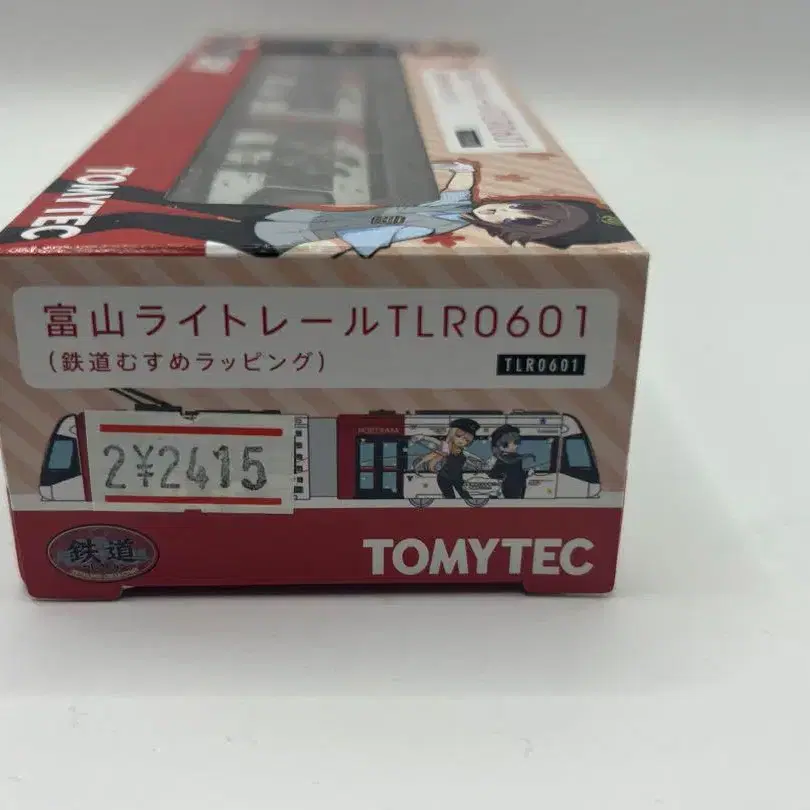 TOMYTEC
富山ライトレールTLR0601
(鉄道むすめラッピング)
TLR0601
PORTRAM
2¥2415
鉄道
TOMYTEC